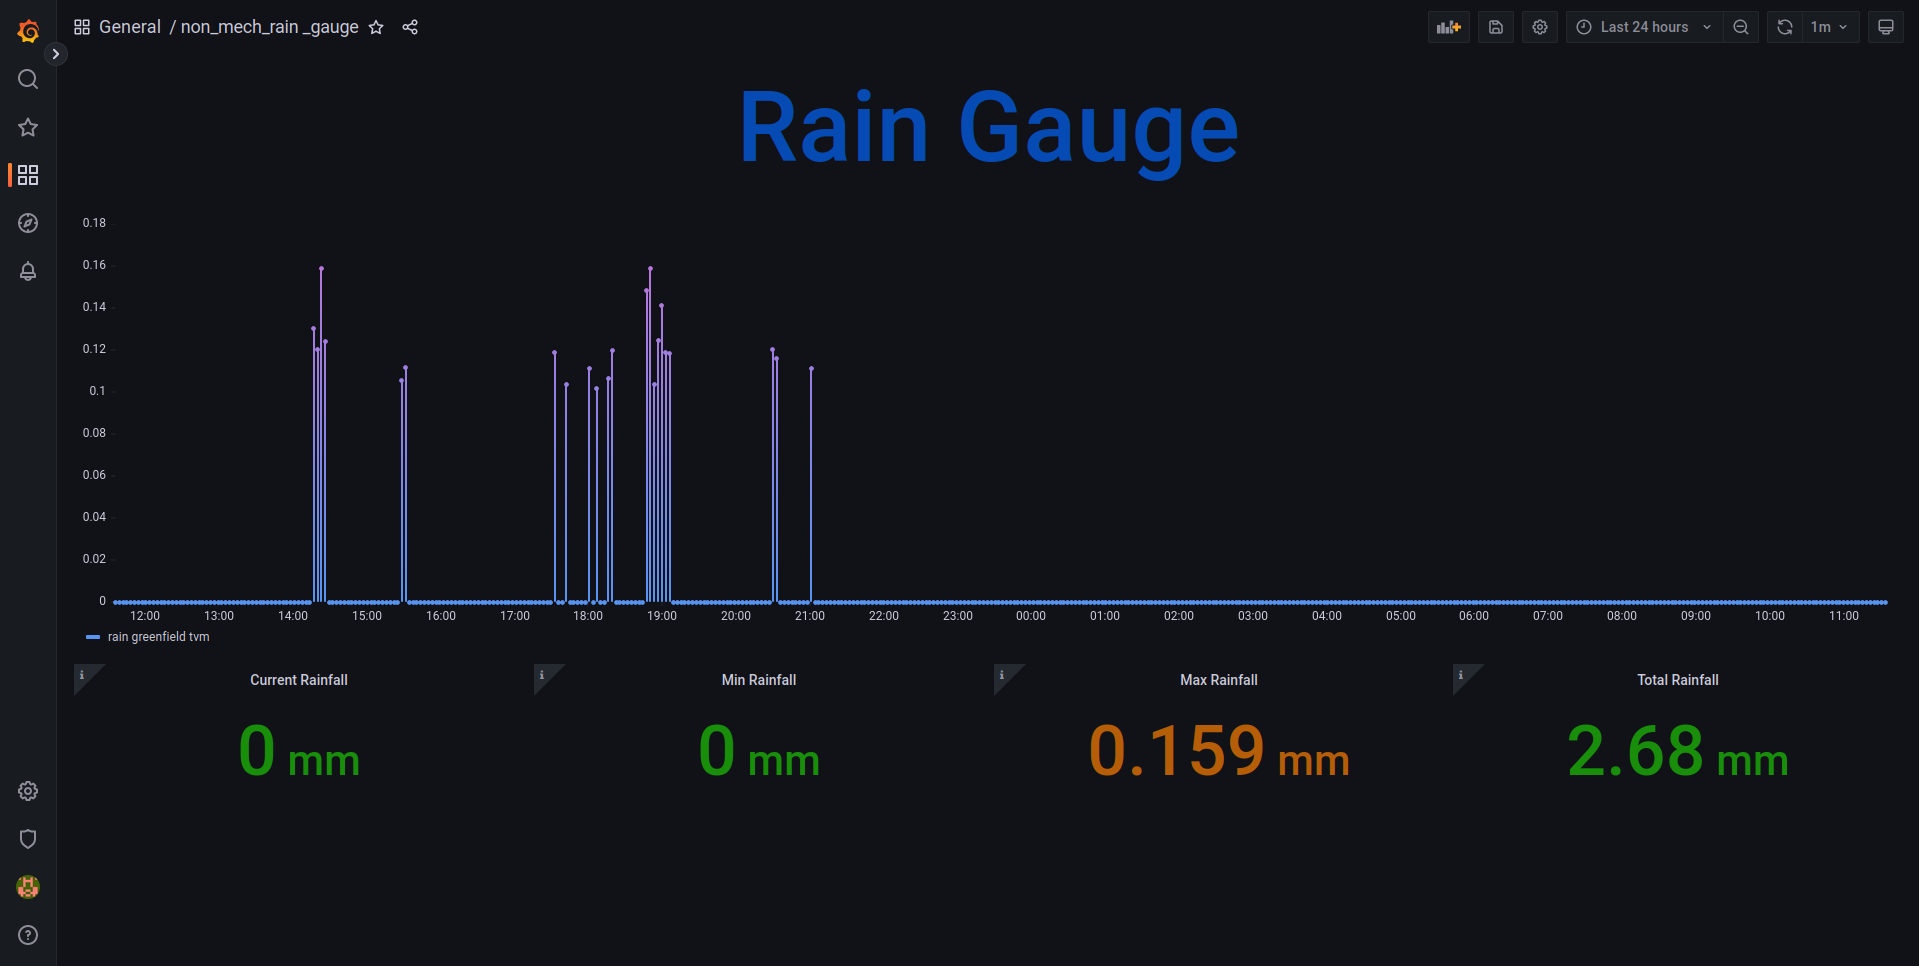 General / non_mech_rain _gauge
Last 24 hours
1m
Rain Gauge
0.18
0.16
0.14
0.12
0.1
0.08
0.06
0.04
0.02
0
12:00 13:00 14:00 15:00 16:00 17:00 18:00 19:00 20:00 21:00 22:00 23:00 00:00 01:00 02:00 03:00 04:00 05:00 06:00 07:00 08:00 09:00 10:00 11:00
rain greenfield tvm
i Current Rainfall i Min Rainfall i Max Rainfall i Total Rainfall
0 mm 0 mm 0.159 mm 2.68 mm